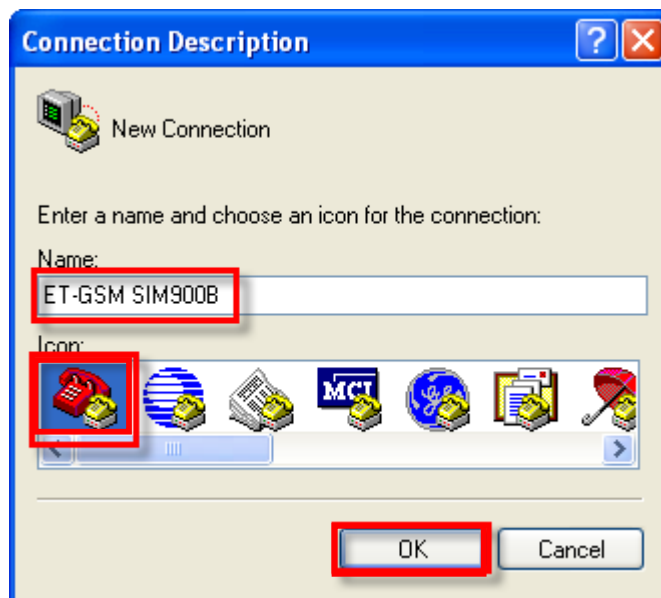 Connection Description
New Connection
Enter a name and choose an icon for the connection:
Name:
ET-GSM SIM900B
Icon:
MCI
OK
Cancel